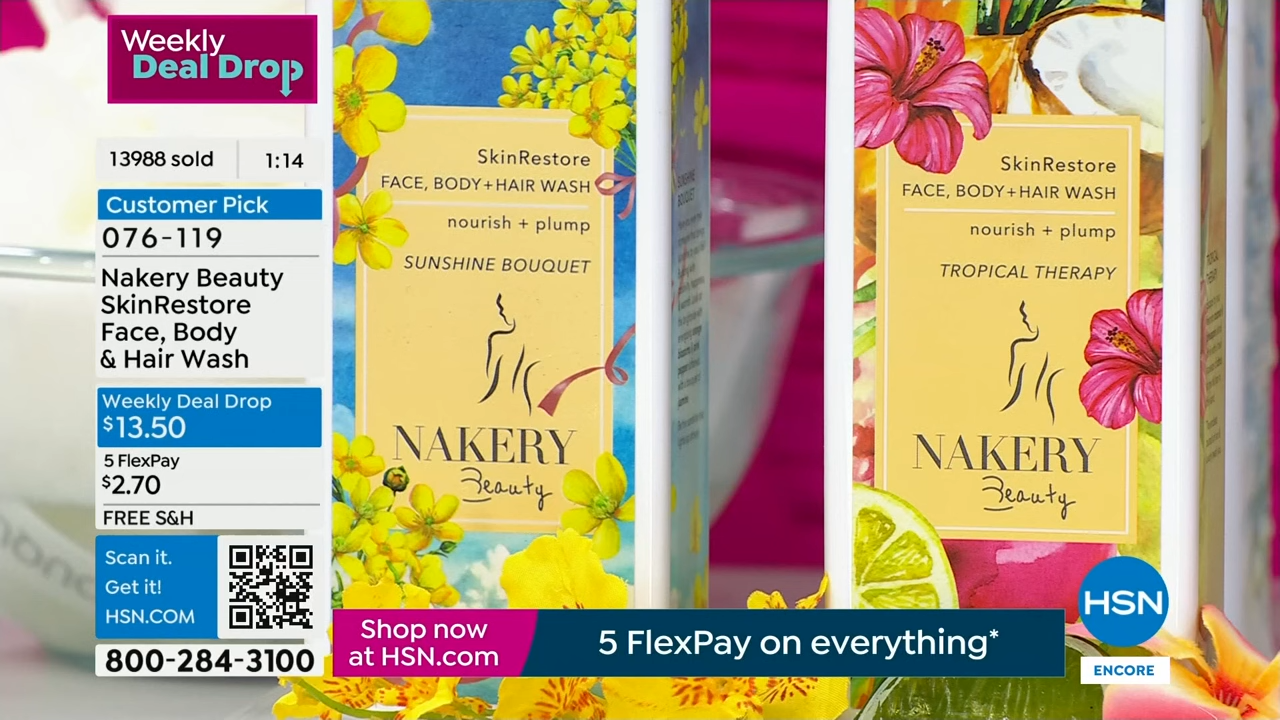 Weekly
Deal Drop
13988 sold
1:14
Customer Pick
076-119
Nakery Beauty
SkinRestore
Face, Body
& Hair Wash
Weekly Deal Drop
$13.50
5 FlexPay
$2.70
FREE S&H
Scan it.
Get it!
HSN.COM
800-284-3100
SkinRestore
FACE, BODY+HAIR WASH
nourish + plump
SUNSHINE BOUQUET
NAKERY
Beauty
SkinRestore
FACE, BODY+HAIR WASH
nourish + plump
TROPICAL THERAPY
NAKERY
Beauty
SUNSHINE
BOUQUET
Shop now
at HSN.com
5 FlexPay on everything*
HSN
ENCORE